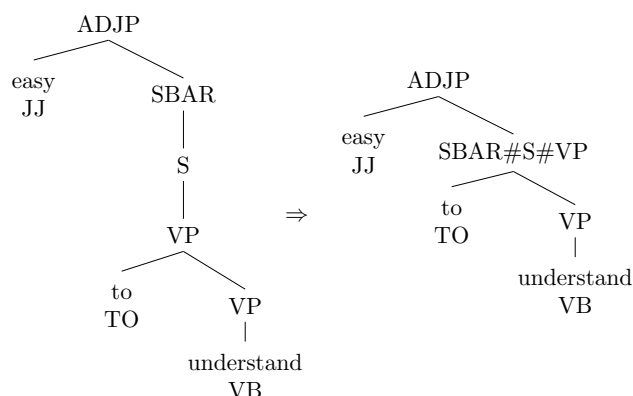 ADJP
easy
JJ
SBAR
S
VP
to
TO
VP
understand
VB
⇒
ADJP
easy
JJ
SBAR#S#VP
to
TO
VP
understand
VB